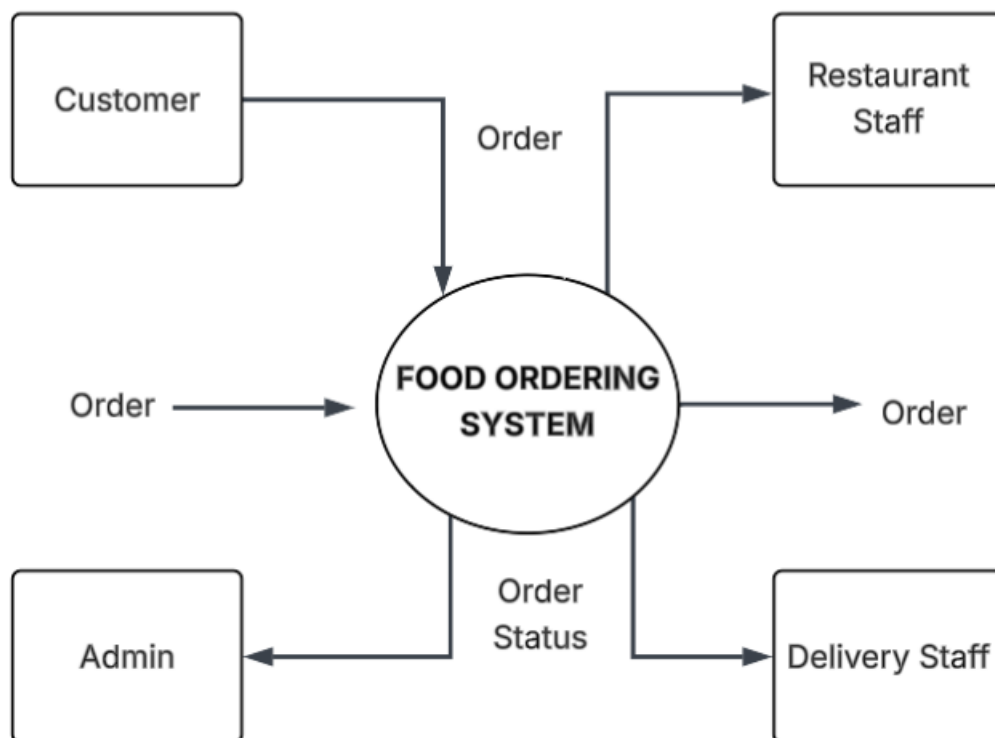 Customer
Order
Restaurant
Staff
Order
FOOD ORDERING
SYSTEM
Order
Admin
Order
Status
Delivery Staff